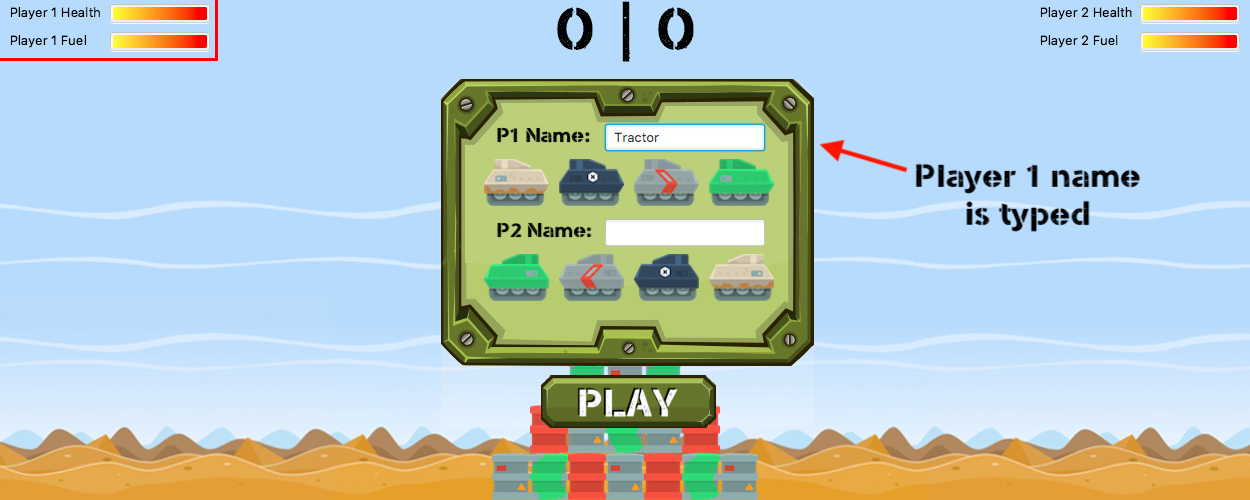 Player 1 Health
Player 1 Fuel
0 | 0
Player 2 Health
Player 2 Fuel
P1 Name: Tractor
P2 Name:
PLAY
Player 1 name
is typed